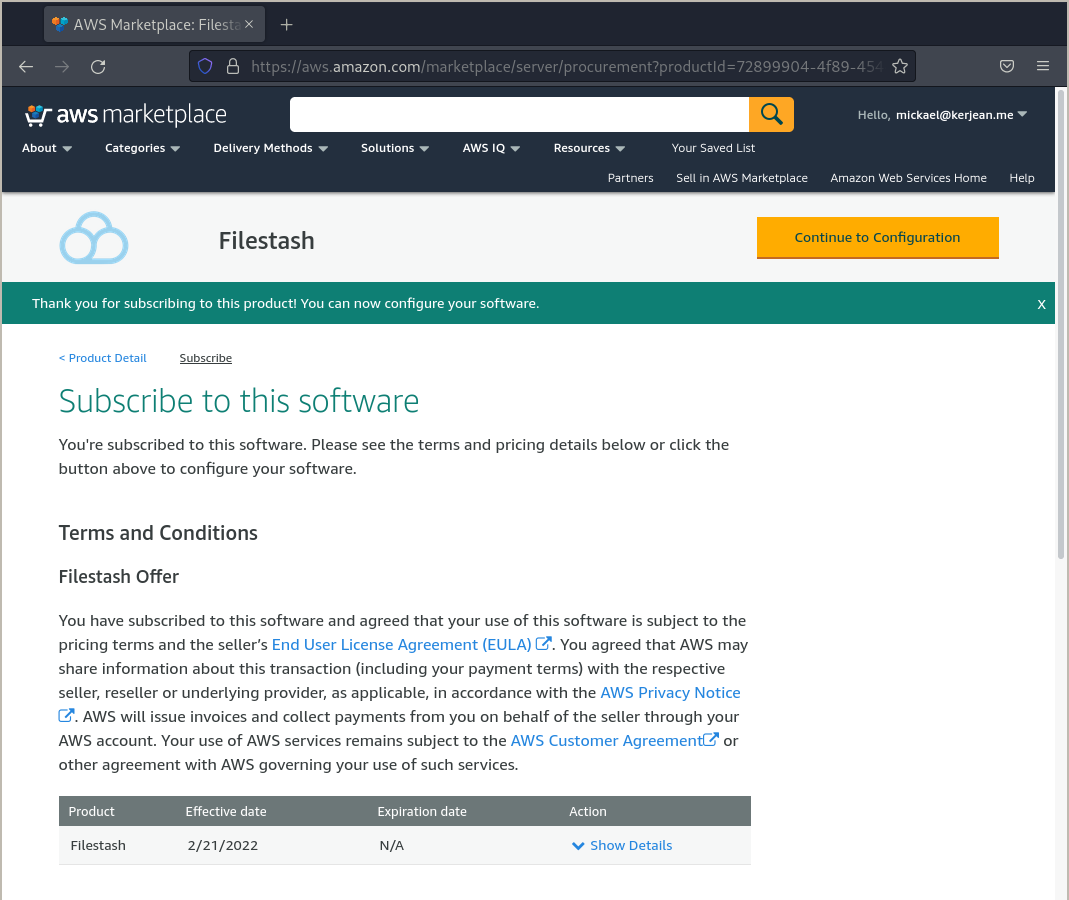 AWS Marketplace: Filesta
https://aws.amazon.com/marketplace/server/procurement?productId=72899904-4f89-454
aws marketplace
Hello, mickael@kerjean.me
About Categories Delivery Methods Solutions AWS IQ Resources Your Saved List
Partners Sell in AWS Marketplace Amazon Web Services Home Help
Filestash
Continue to Configuration
Thank you for subscribing to this product! You can now configure your software. X
< Product Detail Subscribe
Subscribe to this software
You're subscribed to this software. Please see the terms and pricing details below or click the
button above to configure your software.
Terms and Conditions
Filestash Offer
You have subscribed to this software and agreed that your use of this software is subject to the
pricing terms and the seller’s End User License Agreement (EULA). You agreed that AWS may
share information about this transaction (including your payment terms) with the respective
seller, reseller or underlying provider, as applicable, in accordance with the AWS Privacy Notice
. AWS will issue invoices and collect payments from you on behalf of the seller through your
AWS account. Your use of AWS services remains subject to the AWS Customer Agreement or
other agreement with AWS governing your use of such services.
Product Effective date Expiration date Action
Filestash 2/21/2022 N/A Show Details